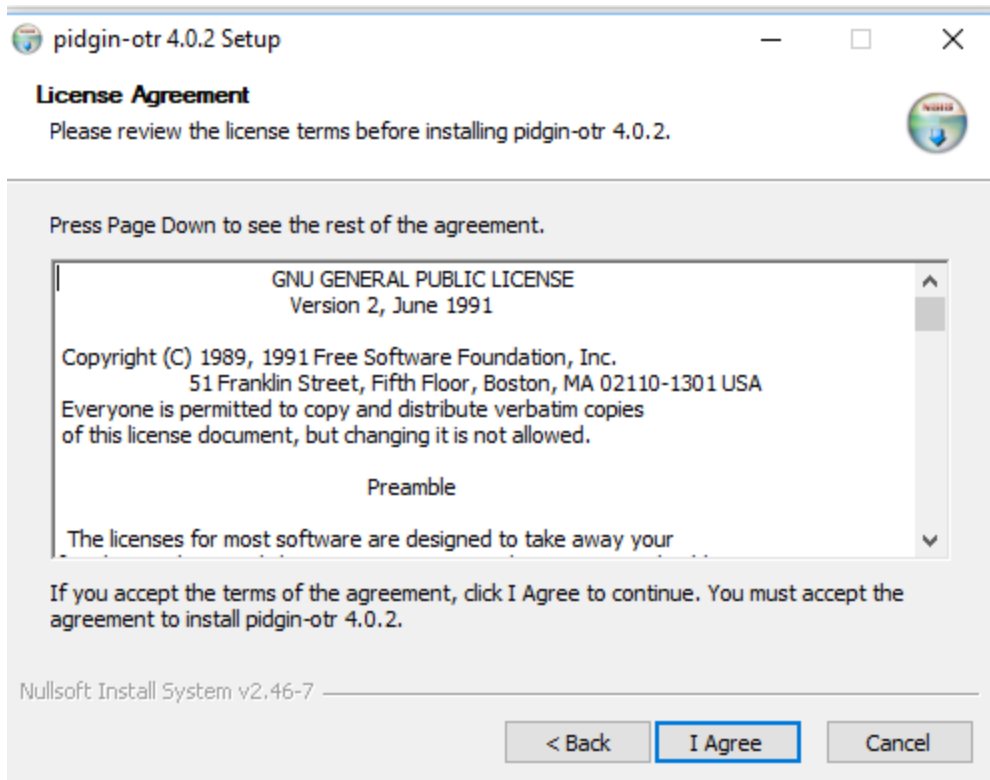 pidgin-otr 4.0.2 Setup
License Agreement
Please review the license terms before installing pidgin-otr 4.0.2.
Press Page Down to see the rest of the agreement.
GNU GENERAL PUBLIC LICENSE
Version 2, June 1991
Copyright (C) 1989, 1991 Free Software Foundation, Inc.
51 Franklin Street, Fifth Floor, Boston, MA 02110-1301 USA
Everyone is permitted to copy and distribute verbatim copies
of this license document, but changing it is not allowed.
Preamble
The licenses for most software are designed to take away your
If you accept the terms of the agreement, click I Agree to continue. You must accept the
agreement to install pidgin-otr 4.0.2.
Nullsoft Install System v2.46-7
< Back
I Agree
Cancel